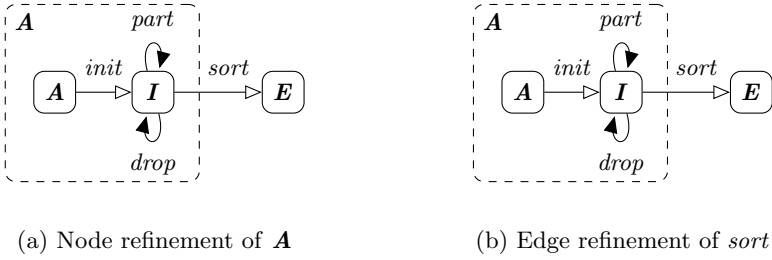 part part
A A
init sort init sort
A I E A I E
drop drop
(a) Node refinement of A (b) Edge refinement of sort